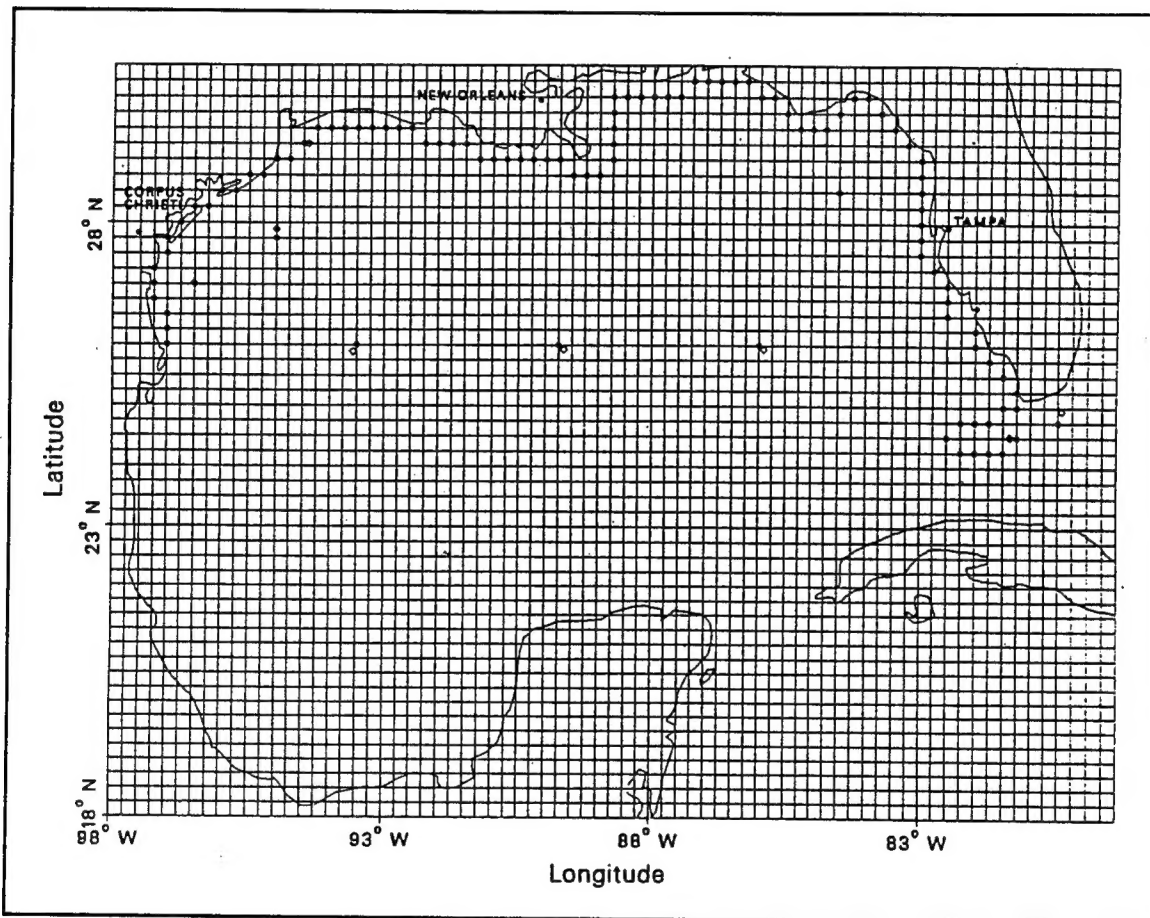 NEW ORLEANS
CORPUS
CHRISTI
TAMPA
28° N
Latitude
23° N
18° N
98° W
93° W
88° W
83° W
Longitude